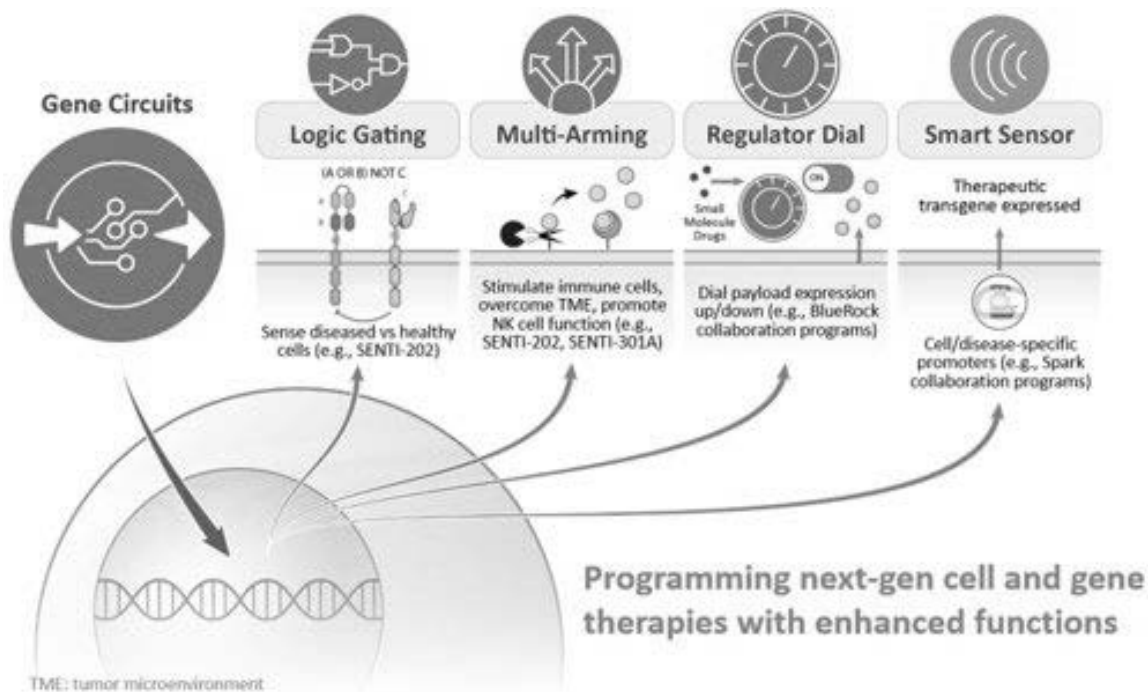 Gene Circuits
Logic Gating
(A OR B) NOT C
Sense diseased vs healthy
cells (e.g., SENTI-202)
Multi-Arming
Stimulate immune cells,
overcome TME, promote
NK cell function (e.g.,
SENTI-202, SENTI-301A)
Regulator Dial
ON
Small
Molecule
Drugs
Dial payload expression
up/down (e.g., BlueRock
collaboration programs)
Smart Sensor
Therapeutic
transgene expressed
Cell/disease-specific
promoters (e.g., Spark
collaboration programs)
Programming next-gen cell and gene
therapies with enhanced functions
TME: tumor microenvironment